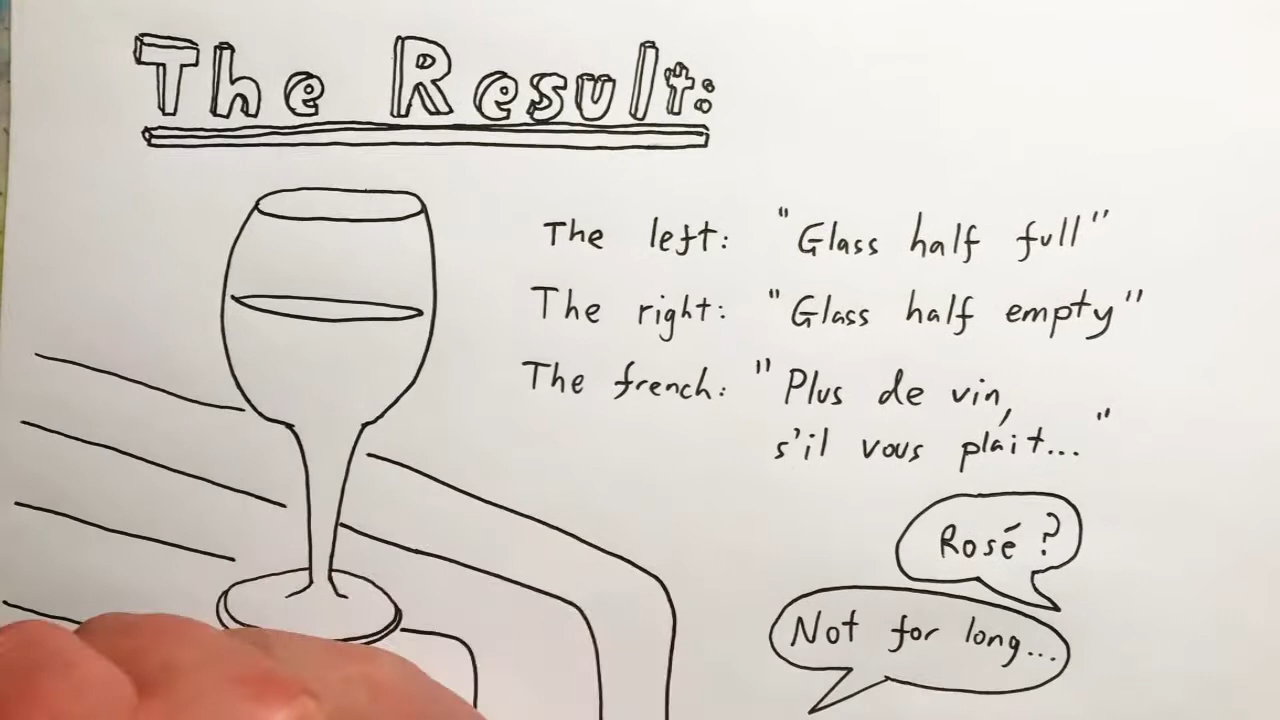 The Result:
The left: "Glass half full"
The right: "Glass half empty"
The french: "Plus de vin,
s'il vous pláit..."
Rosé?
Not for long...